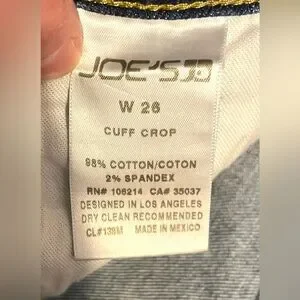 JOE'S
W 26
CUFF CROP
98% COTTON/COTON
2% SPANDEX
RN# 106214 CA# 35037
DESIGNED IN LOS ANGELES
DRY CLEAN RECOMMENDED
CL#139M MADE IN MEXICO